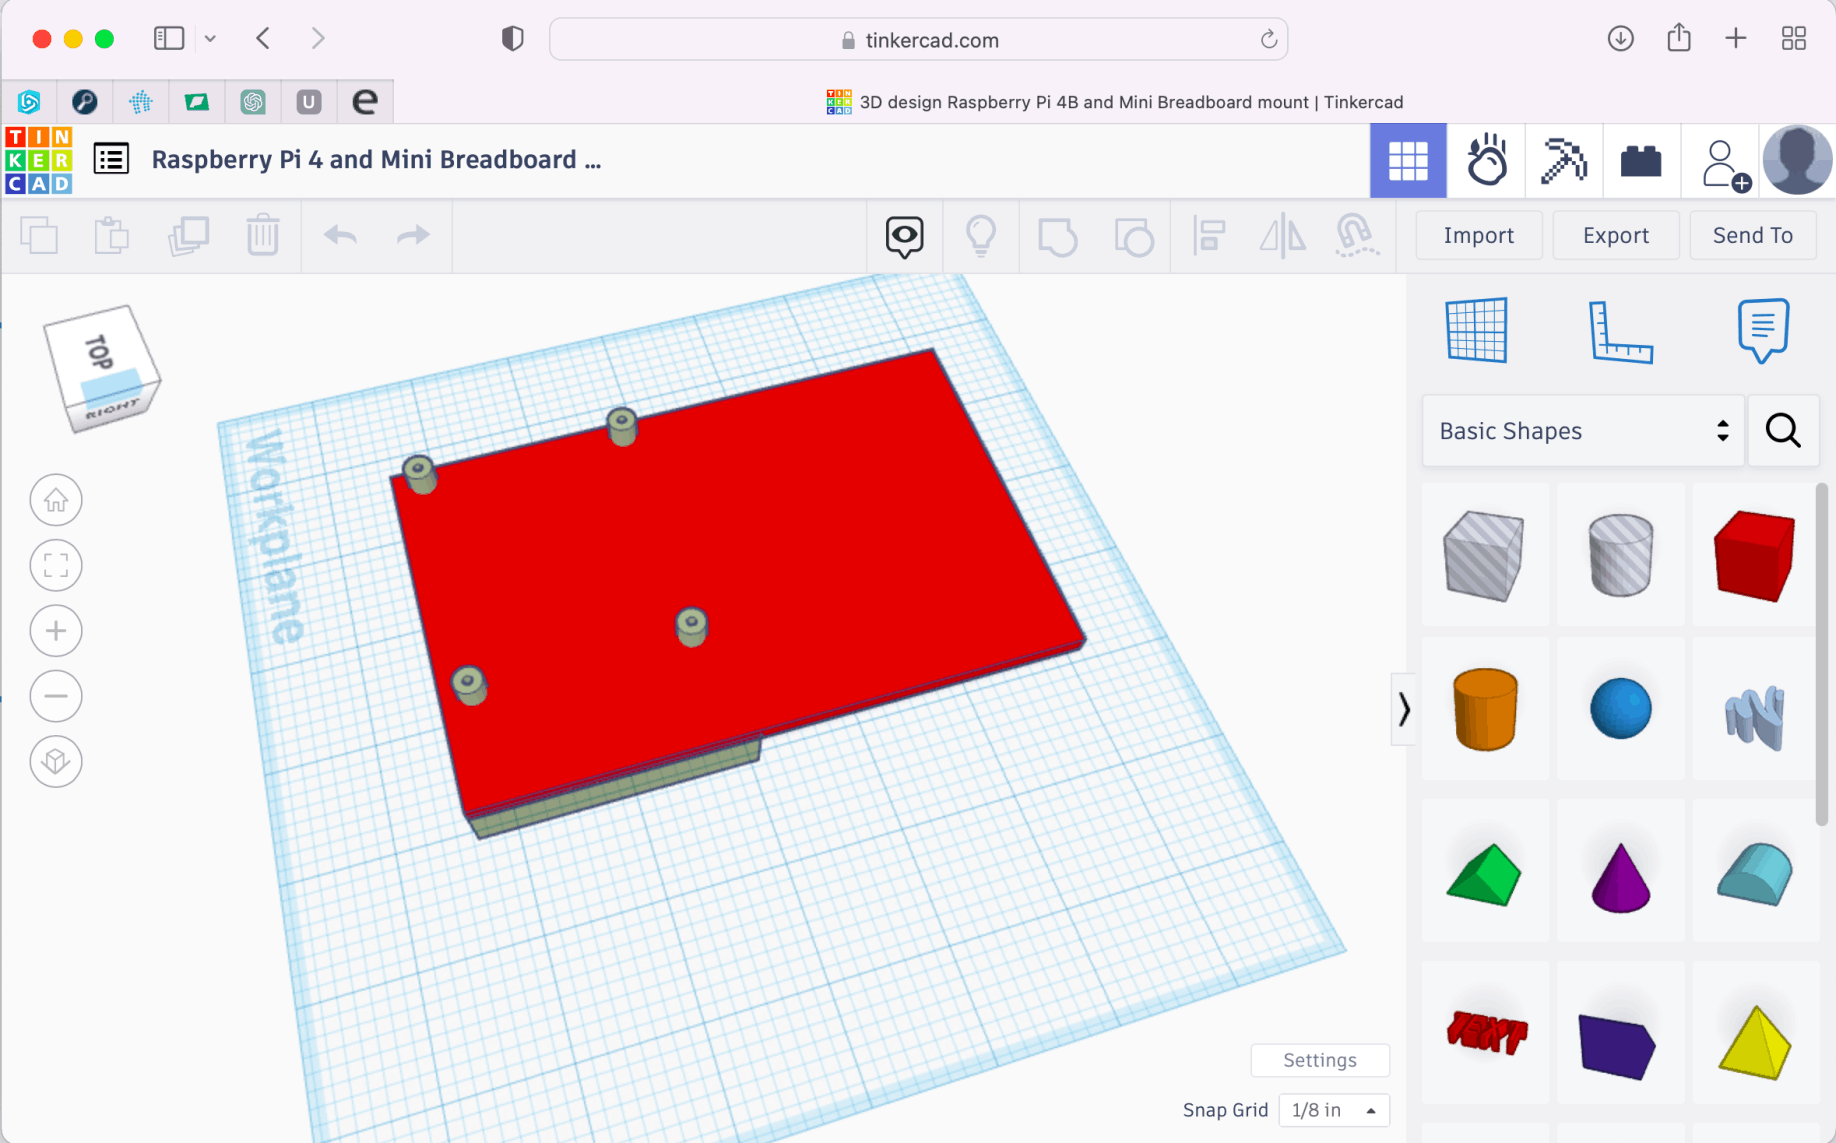 tinkercad.com
U
3D design Raspberry Pi 4B and Mini Breadboard mount | Tinkercad
TIN
KER
CAD
Raspberry Pi 4 and Mini Breadboard ...
Import
Export
Send To
TOP
RIGHT
Workplane
Basic Shapes
TEXT
Settings
Snap Grid
1/8 in